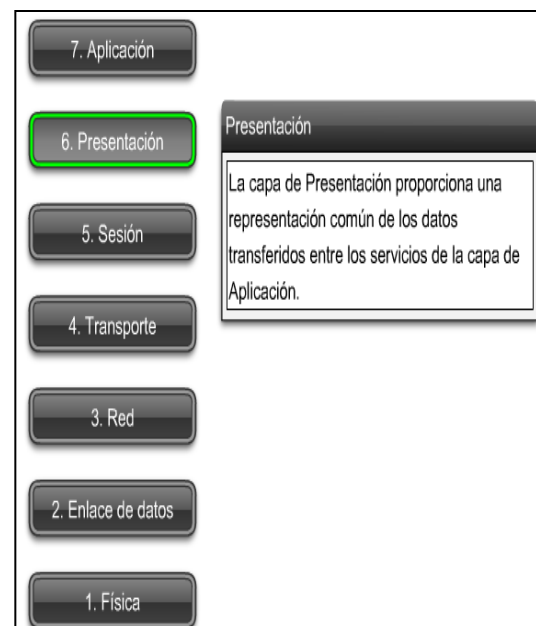 7. Aplicación
6. Presentación
Presentación
La capa de Presentación proporciona una
representación común de los datos
transferidos entre los servicios de la capa de
Aplicación.
5. Sesión
4. Transporte
3. Red
2. Enlace de datos
1. Física